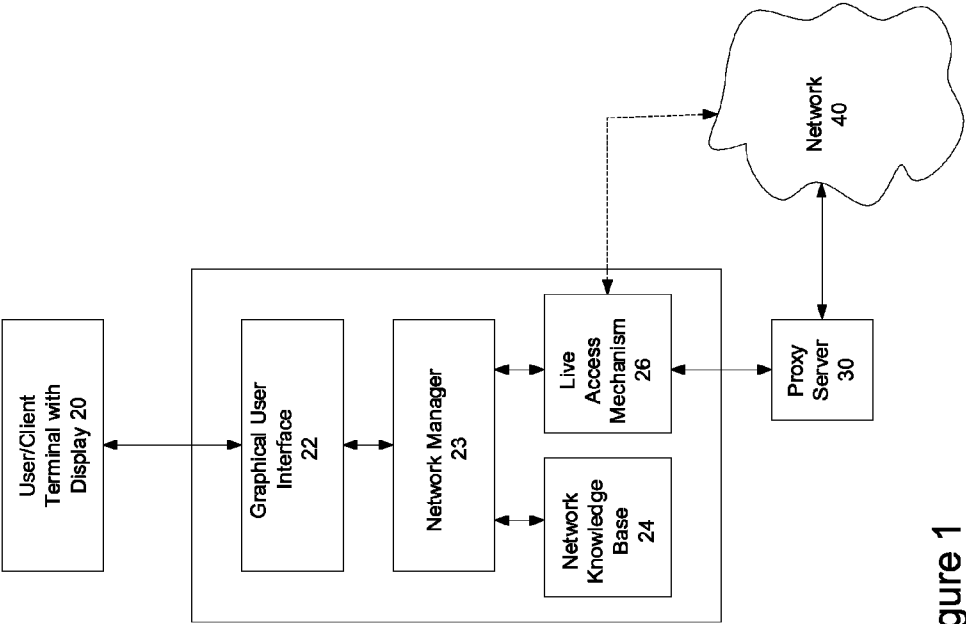 User/Client
Terminal with
Display 20
Graphical User
Interface
22
Network Manager
23
Network
Knowledge
Base
24
Live
Access
Mechanism
26
Proxy
Server
30
Network
40
gure 1